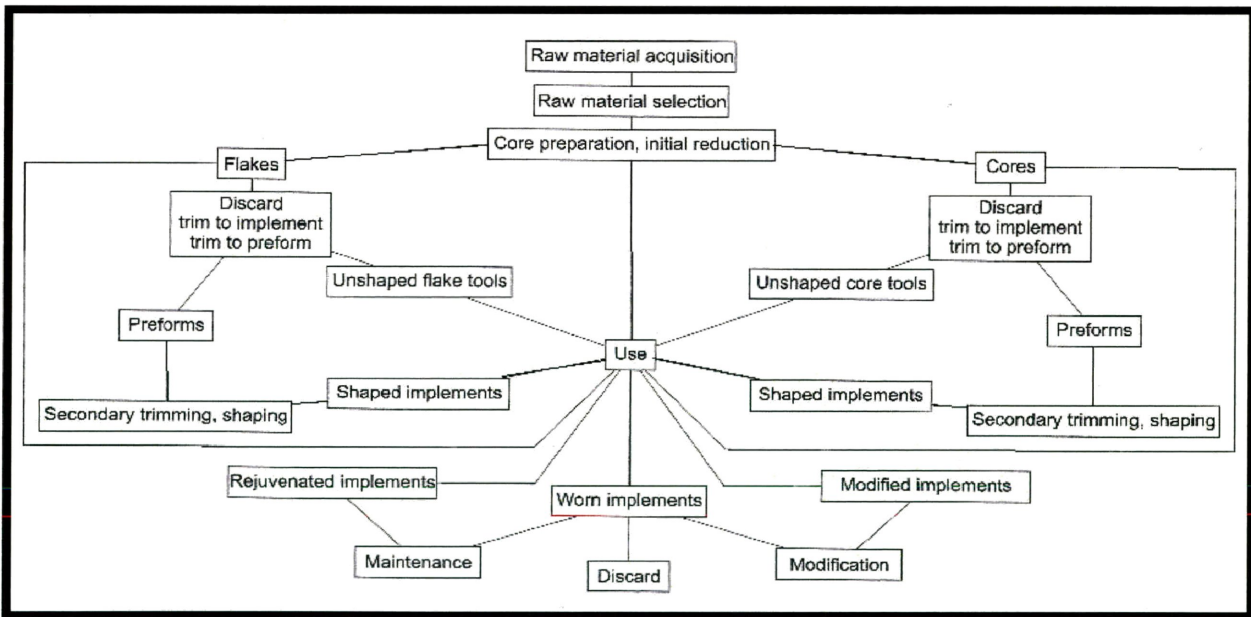 Raw material acquisition
Raw material selection
Core preparation, initial reduction
Flakes
Cores
Discard
trim to implement
trim to preform
Discard
trim to implement
trim to preform
Unshaped flake tools
Unshaped core tools
Preforms
Preforms
Use
Shaped implements
Shaped implements
Secondary trimming, shaping
Secondary trimming, shaping
Rejuvenated implements
Worn implements
Modified implements
Maintenance
Discard
Modification